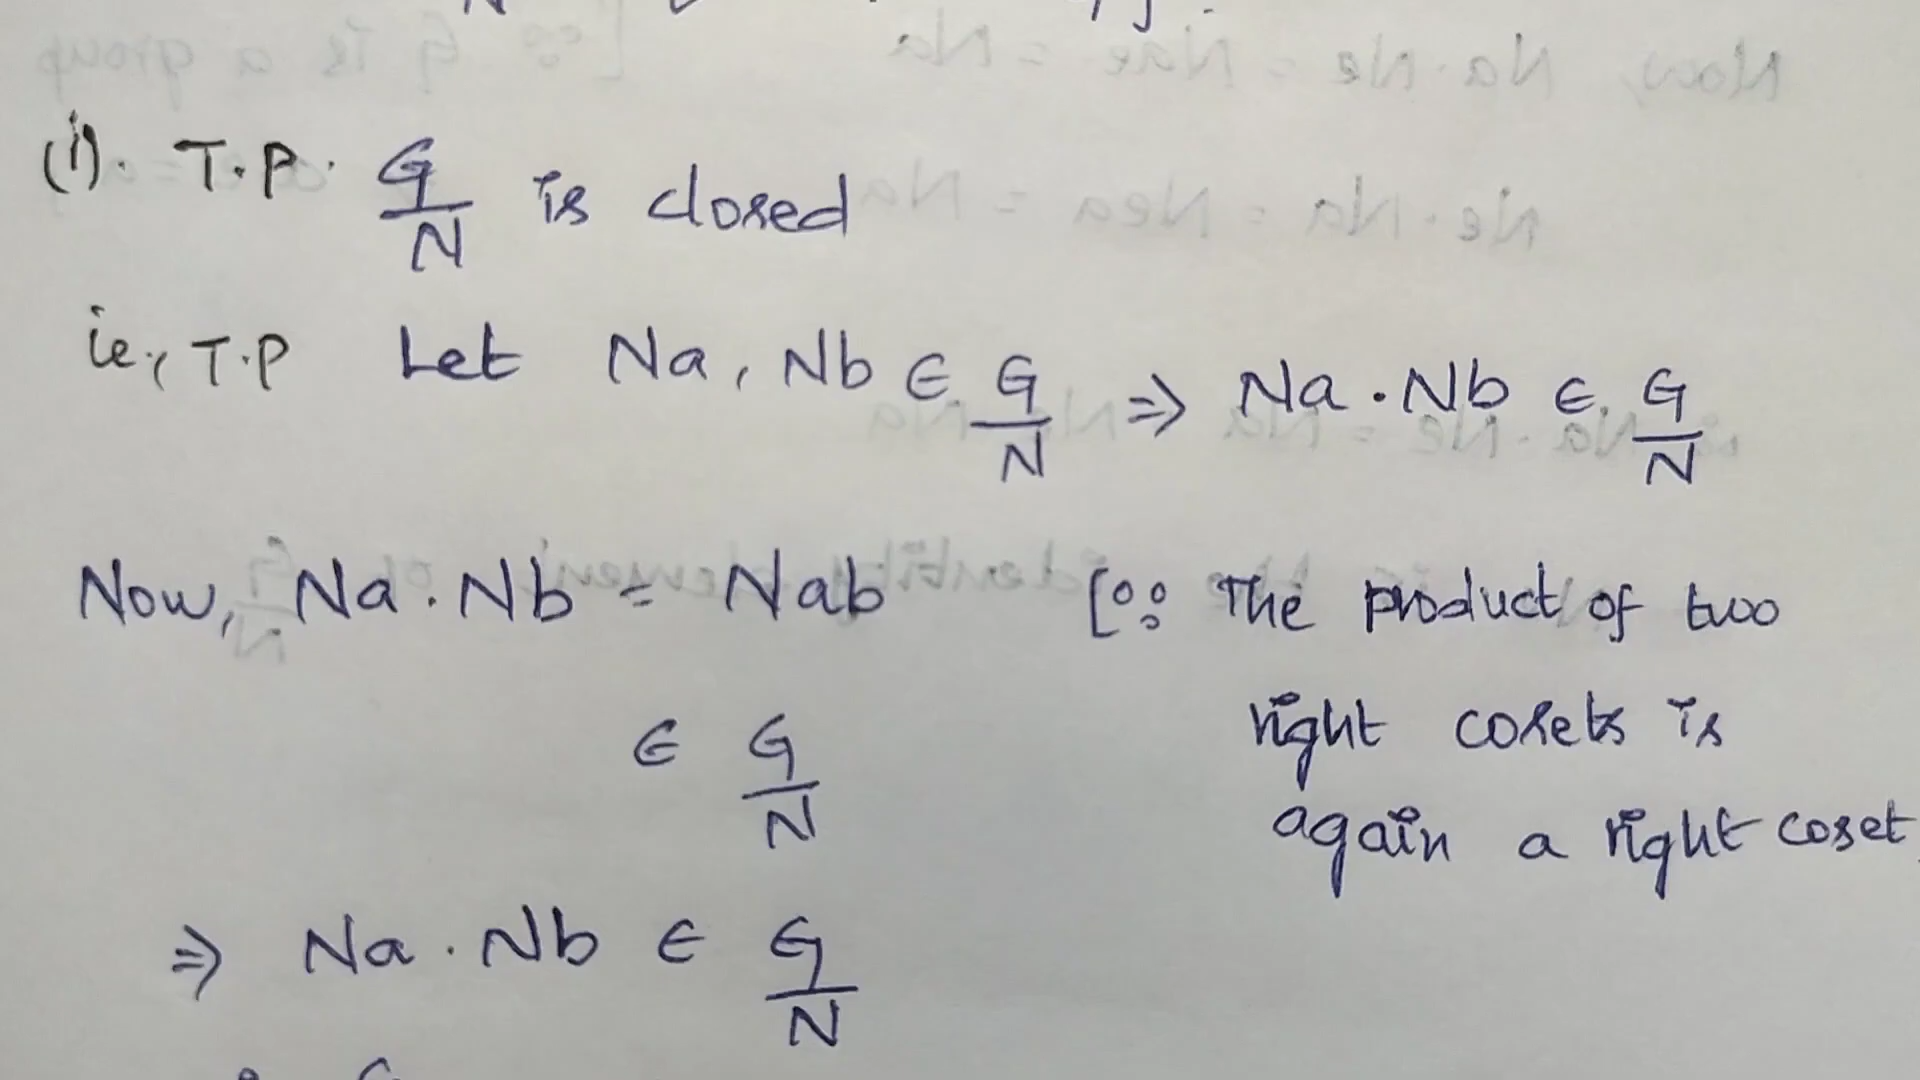 (i). T.P. G/N is closed
ie., T.P Let Na, Nb ∈ G/N ⇒ Na . Nb ∈ G/N
Now, Na . Nb = Nab [∵ The product of two
right cosets is
∈ G/N
again a right coset
⇒ Na . Nb ∈ G/N